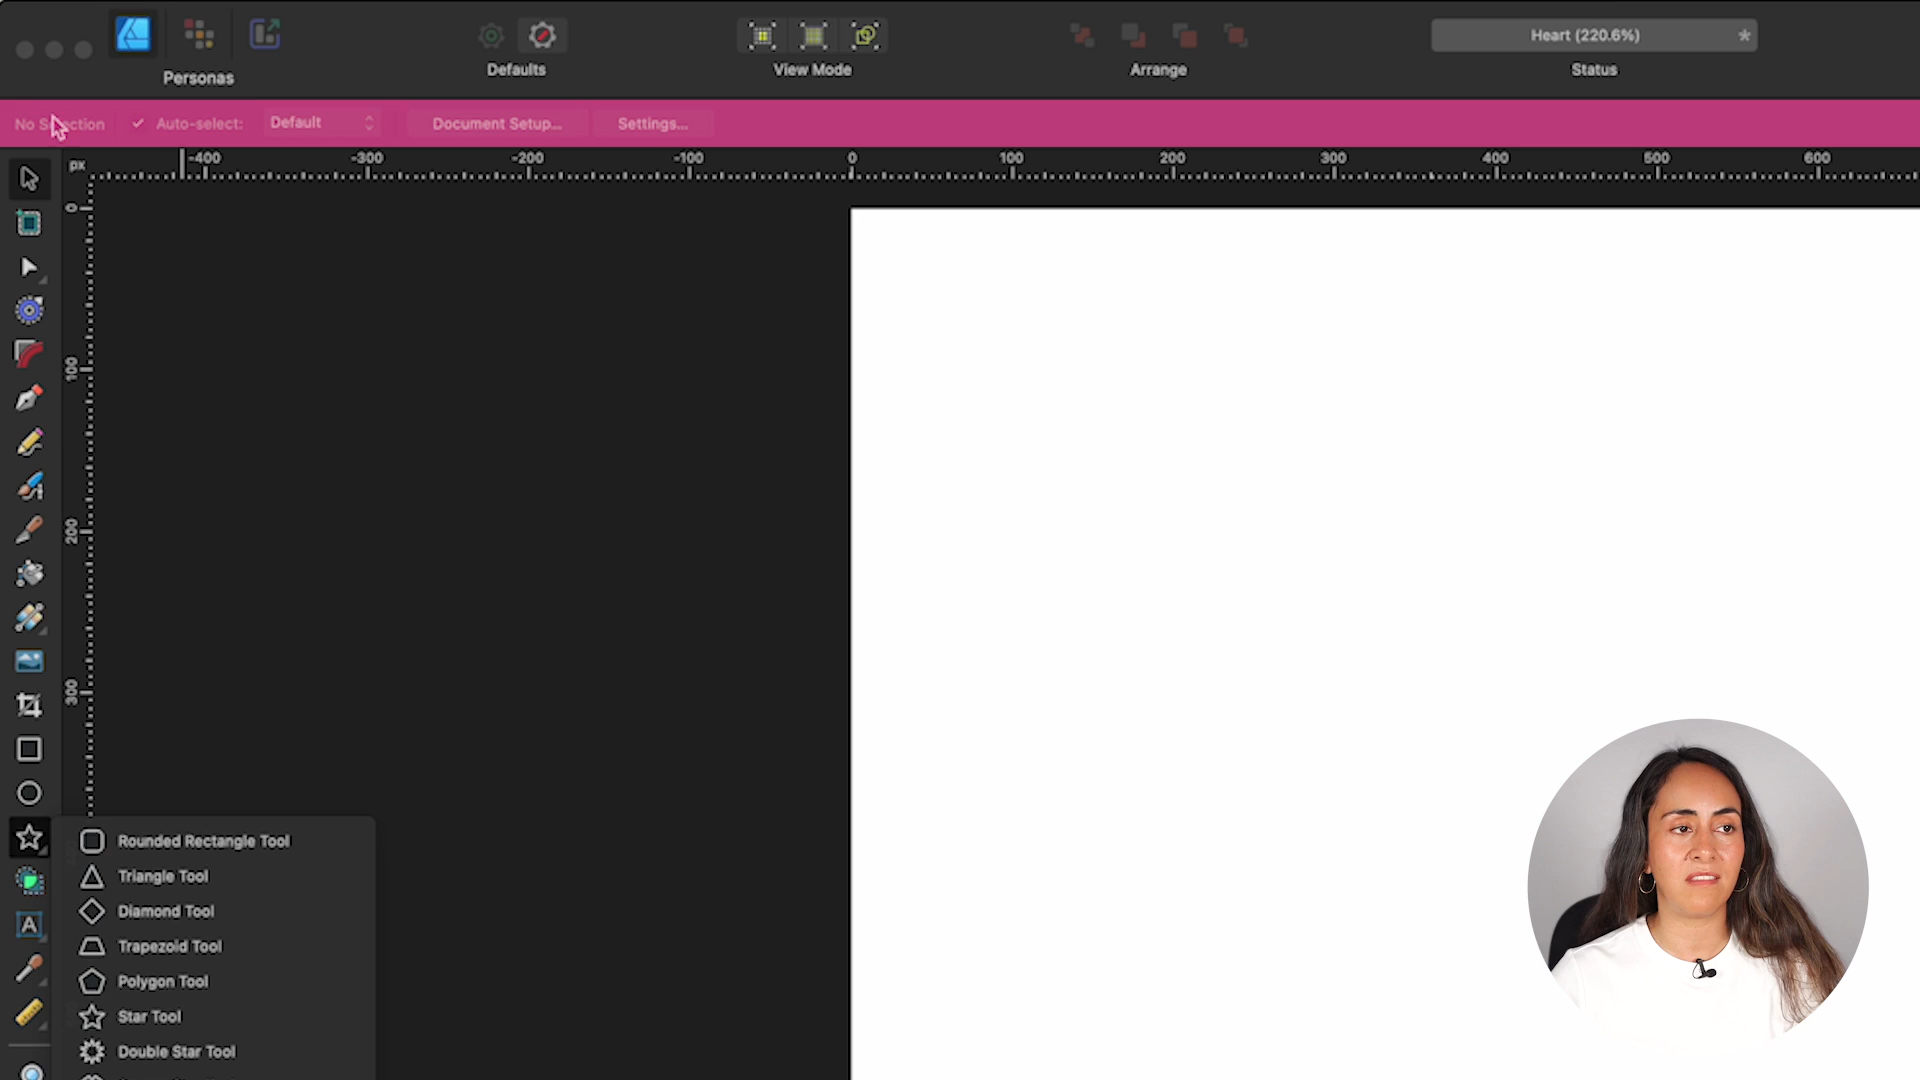 Personas
Defaults
View Mode
Arrange
Heart (220.6%)
*
Status
No Selection
Auto-select:
Default
Document Setup...
Settings...
px
-400 -300 -200 -100 0 100 200 300 400 500 600
0
100
200
300
Rounded Rectangle Tool
Triangle Tool
Diamond Tool
Trapezoid Tool
Polygon Tool
Star Tool
Double Star Tool
A